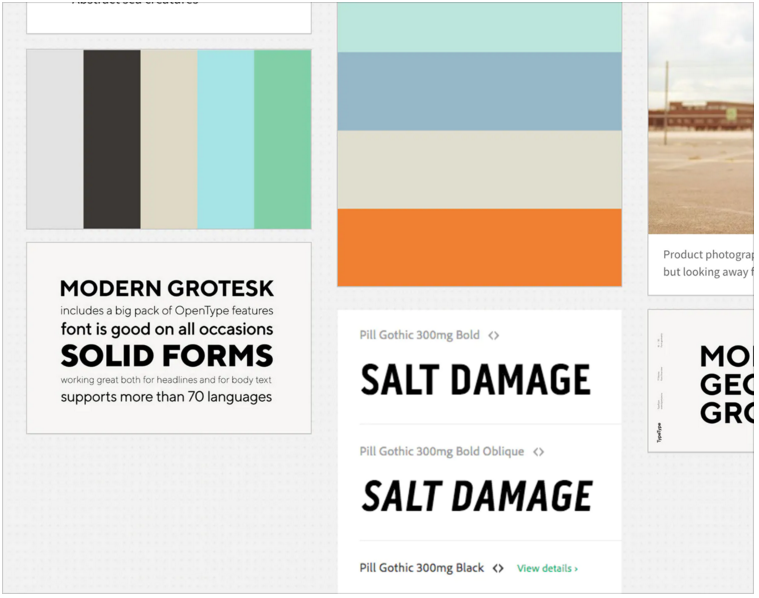 Abstract sea creatures
MODERN GROTESK
includes a big pack of OpenType features
font is good on all occasions
SOLID FORMS
working great both for headlines and for body text
supports more than 70 languages
Pill Gothic 300mg Bold <>
SALT DAMAGE
Pill Gothic 300mg Bold Oblique <>
SALT DAMAGE
Pill Gothic 300mg Black <> View details ›
Product photograp
but looking away f
TypeType
MO
GEO
GRO